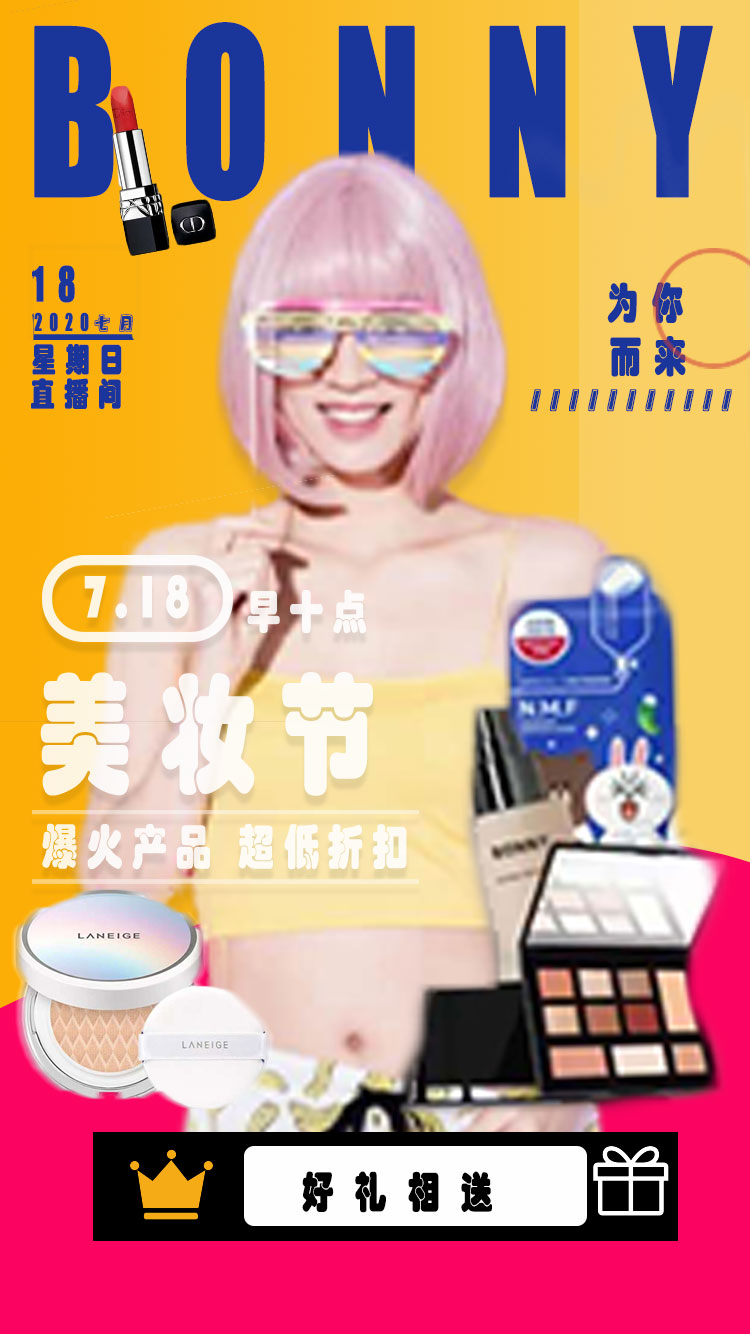 BONNY
18
2020七月
星期日
直播间
为你
而来
7.18
早十点
美妆节
爆火产品 超低折扣
N.M.F
BONNY
LANEIGE
LANEIGE
好礼相送